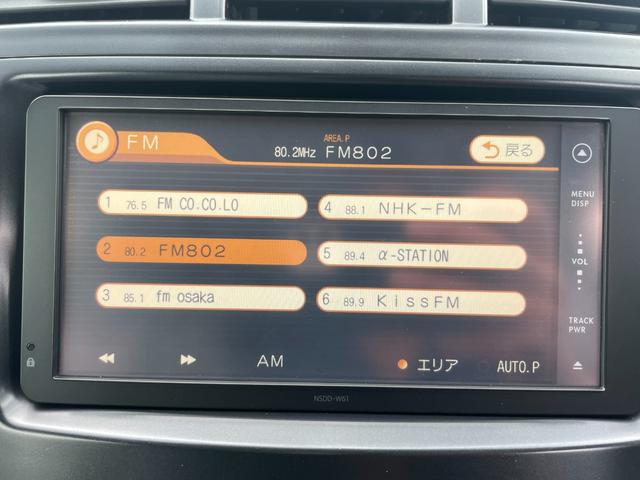 FM
AREA.P
80.2MHz FM802
戻る
1 76.5 FM CO.CO.LO
2 80.2 FM802
3 85.1 fm osaka
4 88.1 NHK-FM
5 89.4 α-STATION
6 89.9 KissFM
AM
エリア
AUTO.P
MENU
DISP
VOL
TRACK
PWR
NSDD-W61